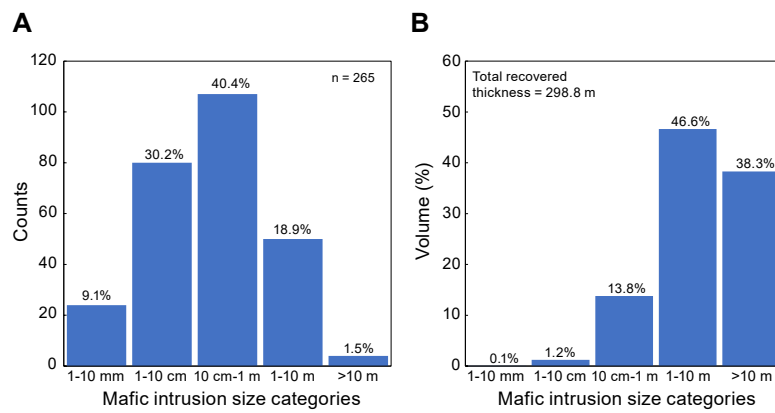 A
120
100
80
60
40
20
0
Counts
n = 265
9.1%
30.2%
40.4%
18.9%
1.5%
1-10 mm 1-10 cm 10 cm-1 m 1-10 m >10 m
Mafic intrusion size categories
B
60
50
40
30
20
10
0
Volume (%)
Total recovered
thickness = 298.8 m
0.1%
1.2%
13.8%
46.6%
38.3%
1-10 mm 1-10 cm 10 cm-1 m 1-10 m >10 m
Mafic intrusion size categories